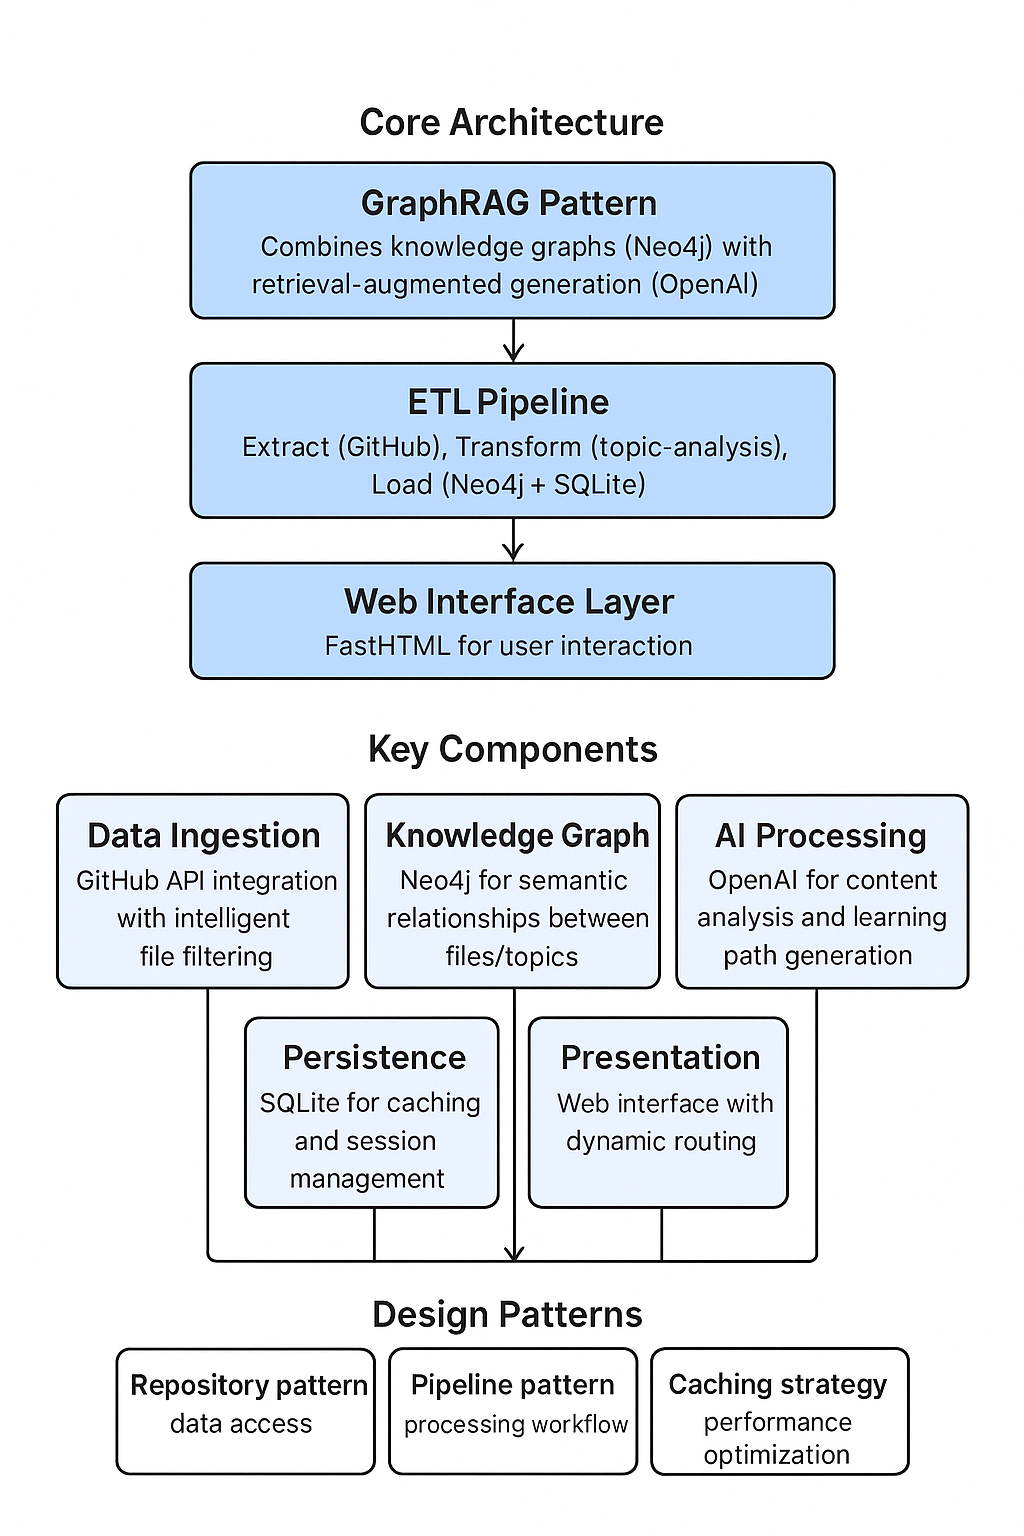 Core Architecture
GraphRAG Pattern
Combines knowledge graphs (Neo4j) with
retrieval-augmented generation (OpenAI)
ETL Pipeline
Extract (GitHub), Transform (topic-analysis),
Load (Neo4j + SQLite)
Web Interface Layer
FastHTML for user interaction
Key Components
Data Ingestion
GitHub API integration
with intelligent
file filtering
Knowledge Graph
Neo4j for semantic
relationships between
files/topics
AI Processing
OpenAI for content
analysis and learning
path generation
Persistence
SQLite for caching
and session
management
Presentation
Web interface with
dynamic routing
Design Patterns
Repository pattern
data access
Pipeline pattern
processing workflow
Caching strategy
performance
optimization